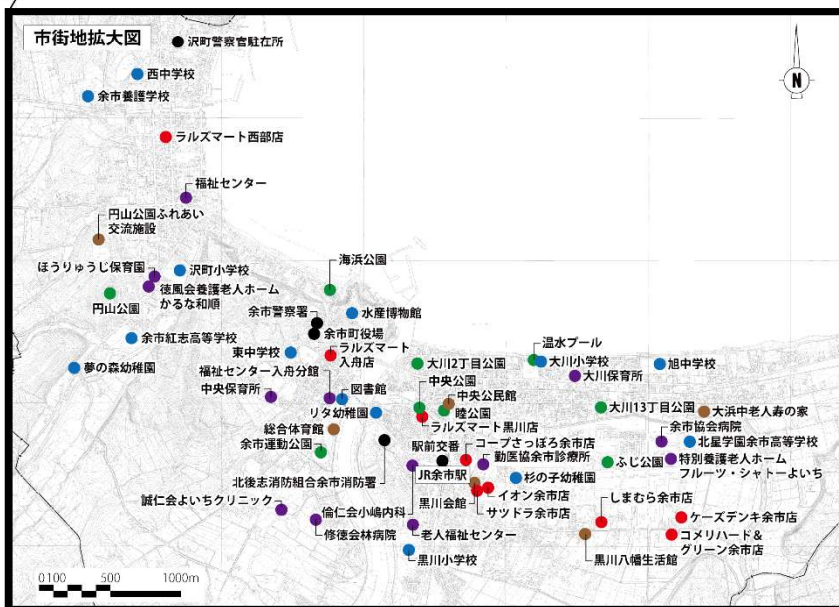 市街地拡大図
沢町警察官駐在所
N
西中学校
余市養護学校
ラルズマート西部店
福祉センター
円山公園ふれあい
交流施設
ほうりゅうじ保育園
沢町小学校
徳風会養護老人ホーム
かるな和順
円山公園
海浜公園
余市警察署
水産博物館
余市町役場
余市紅志高等学校
東中学校
ラルズマート
入舟店
夢の森幼稚園
福祉センター入舟分館
中央保育所
図書館
リタ幼稚園
総合体育館
余市運動公園
大川2丁目公園
温水プール
大川小学校
旭中学校
大川保育所
中央公園
中央公民館
睦公園
ラルズマート黒川店
大川13丁目公園
大浜中老人寿の家
余市協会病院
北星学園余市高等学校
特別養護老人ホーム
フルーツ・シャトーよいち
ふじ公園
駅前交番
コープさっぽろ余市店
勤医協余市診療所
JR余市駅
杉の子幼稚園
北後志消防組合余市消防署
黒川会館
イオン余市店
サツドラ余市店
誠仁会よいちクリニック
倫仁会小嶋内科
修徳会林病院
老人福祉センター
黒川小学校
しまむら余市店
ケーズデンキ余市店
コメリハード＆
グリーン余市店
黒川八幡生活館
0 100 500 1000m